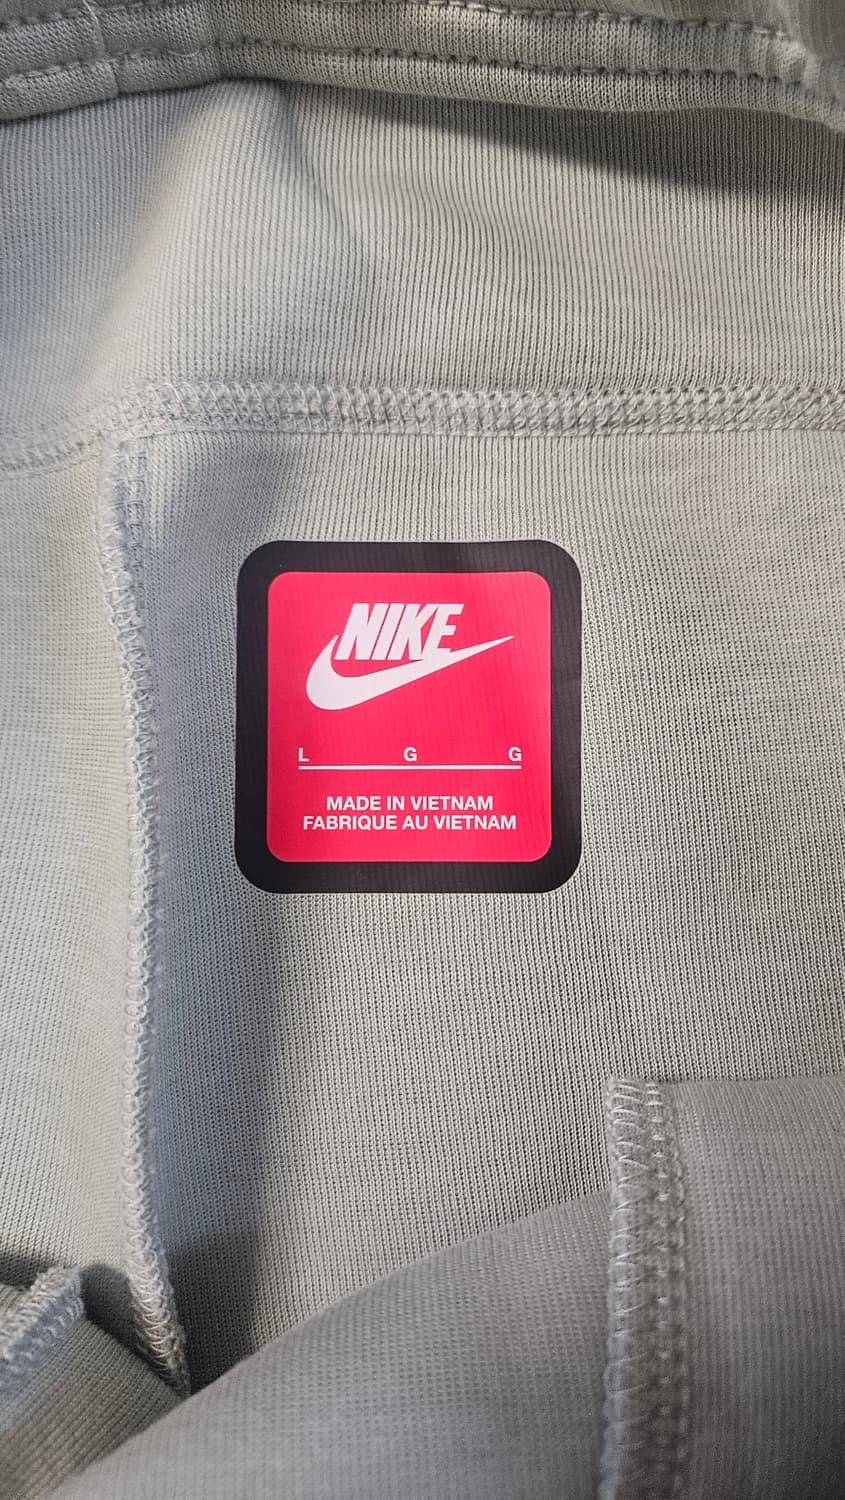 NIKE
L G G
MADE IN VIETNAM
FABRIQUE AU VIETNAM